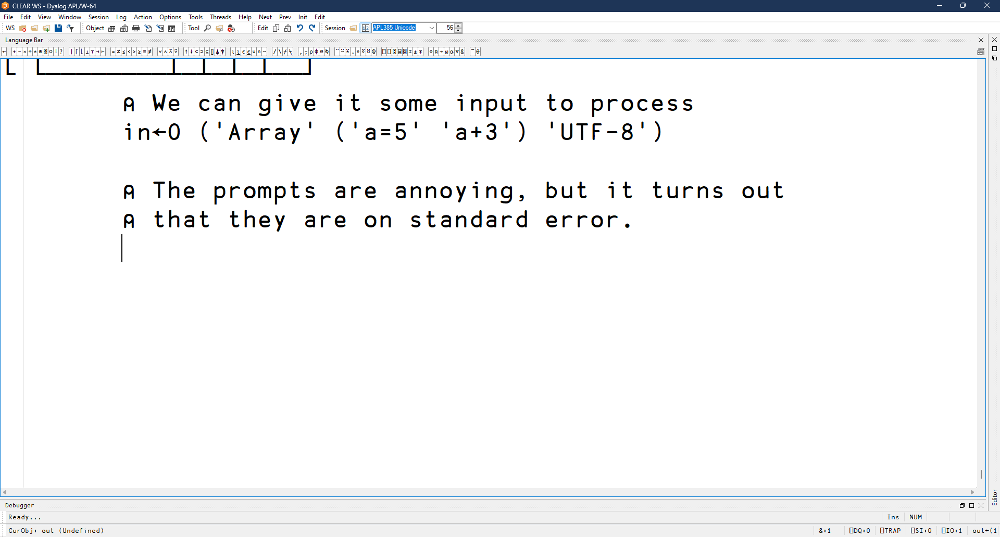 CLEAR WS - Dyalog APL/W-64
File Edit View Window Session Log Action Options Tools Threads Help Next Prev Init Edit
WS Object Tool Edit Session APL385 Unicode 56
Language Bar
⍝ We can give it some input to process
in←0 ('Array' ('a=5' 'a+3') 'UTF-8')
⍝ The prompts are annoying, but it turns out
⍝ that they are on standard error.
Editor
Debugger
Ready...
Ins NUM
CurObj: out (Undefined)
&:1 ⎕DQ:0 ⎕TRAP ⎕SI:0 ⎕IO:1 out←(1